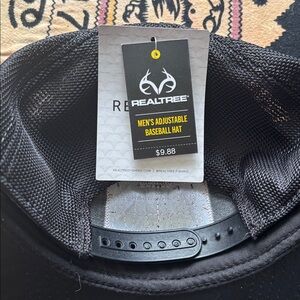 RE
REALTREE
MEN'S ADJUSTABLE
BASEBALL HAT
$9.88